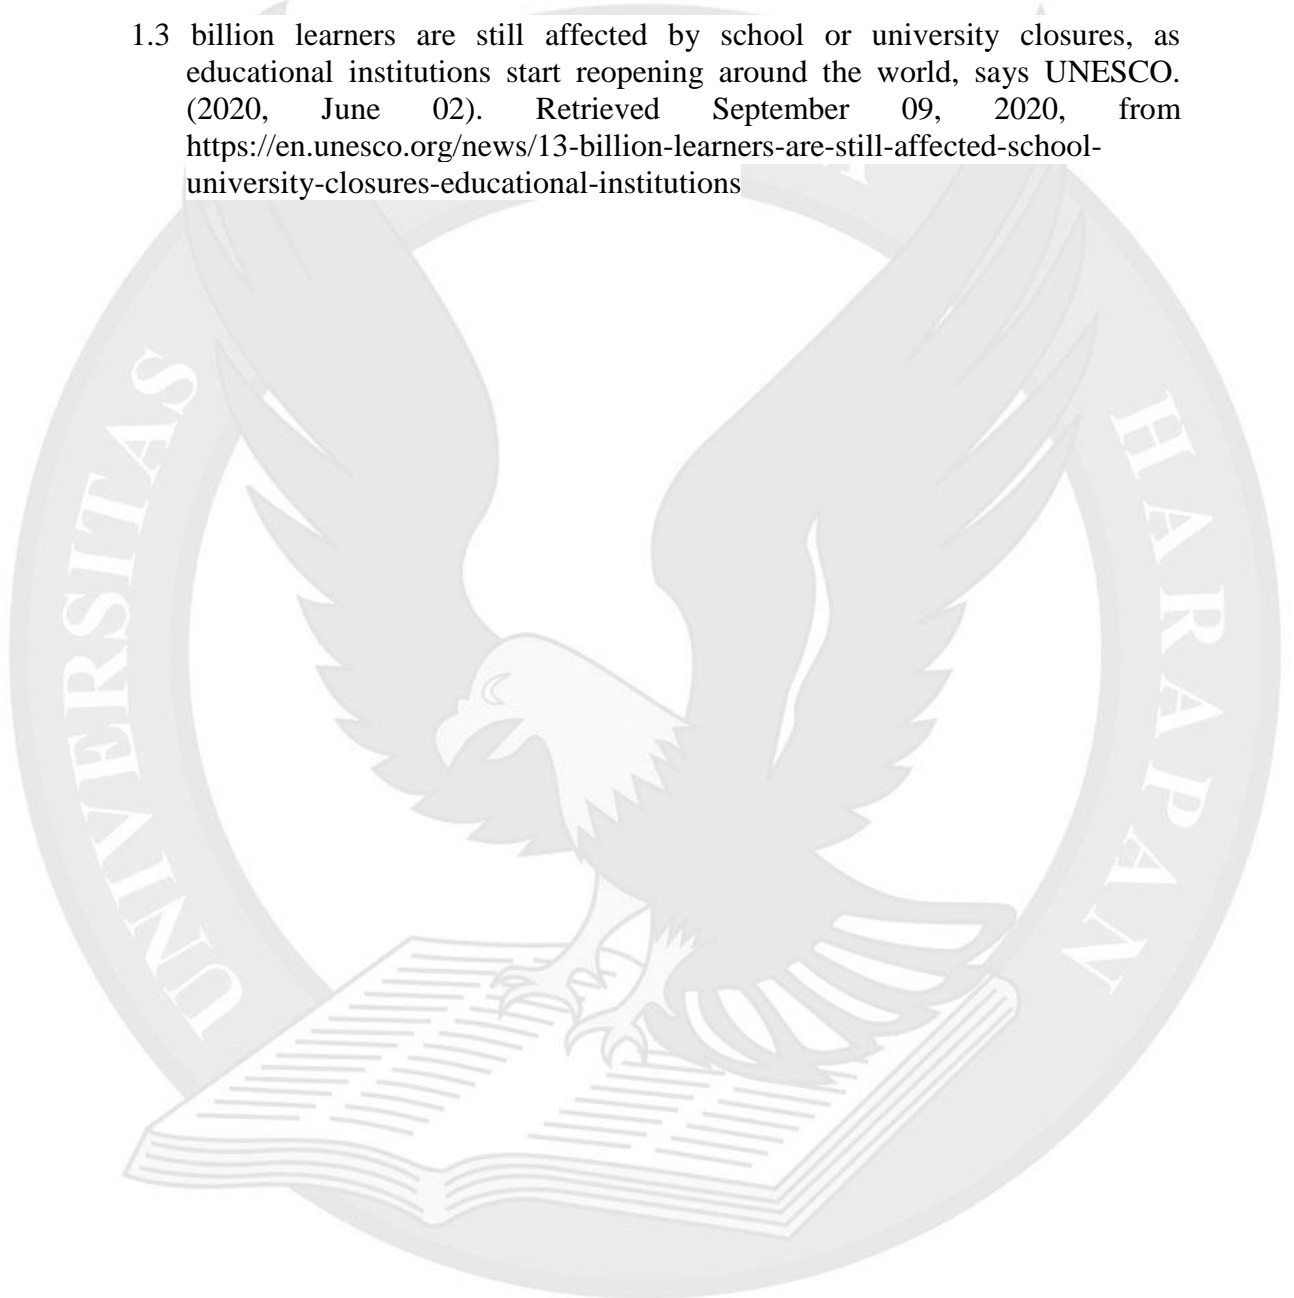 1.3 billion learners are still affected by school or university closures, as
educational institutions start reopening around the world, says UNESCO.
(2020, June 02). Retrieved September 09, 2020, from
https://en.unesco.org/news/13-billion-learners-are-still-affected-school-
university-closures-educational-institutions
UNIVERSITAS
HARAPAN